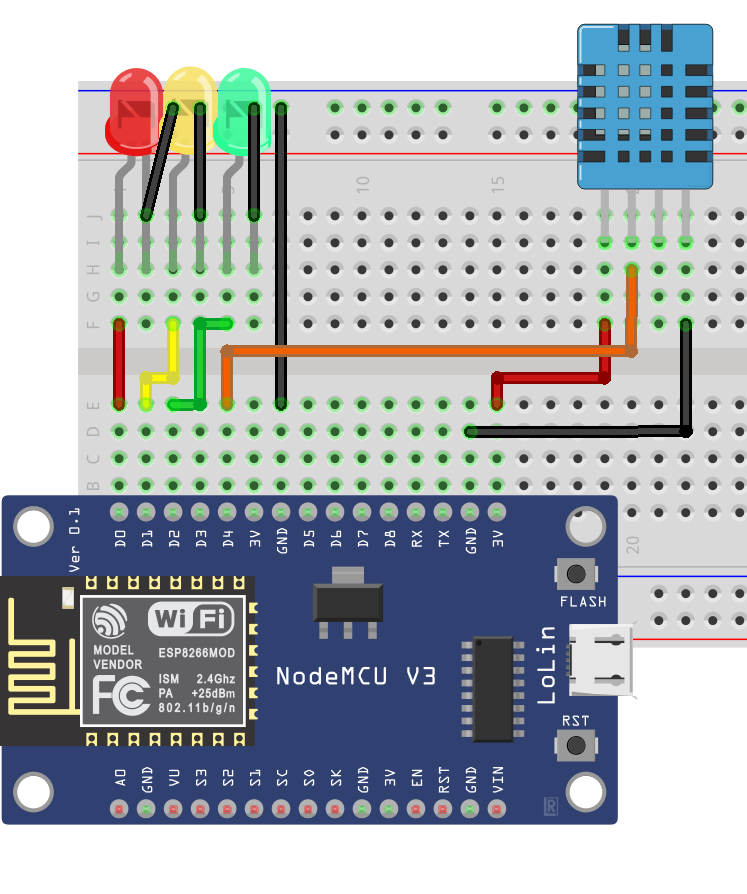 10
15
J
I
H
G
F
E
D
C
B
20
Ver 0.1
D0 D1 D2 D3 D4 3V GND D5 D6 D7 D8 RX TX GND 3V
FLASH
WiFi
MODEL
VENDOR
ESP8266MOD
FC
ISM 2.4Ghz
PA +25dBm
802.11b/g/n
NodeMCU V3
LoLin
RST
A0 GND VU S3 S2 S1 SC S0 SK GND 3V EN RST GND VIN
R